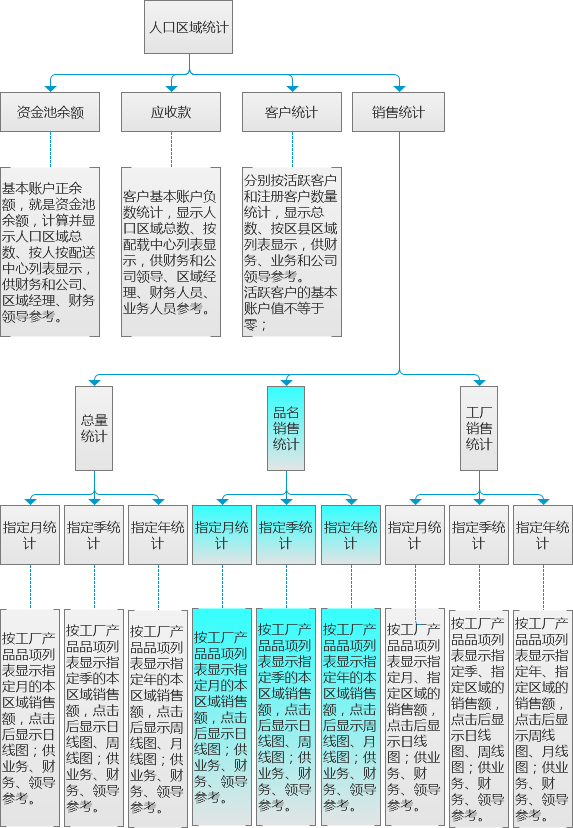 人口区域统计
资金池余额
应收款
客户统计
销售统计
基本账户正余
额，就是资金池
余额，计算并显
示人口区域总
数、按人按配送
中心列表显示，
供财务和公司、
区域经理、财务
领导参考。
客户基本账户负
数统计，显示人
口区域总数、按
配载中心列表显
示，供财务和公
司领导、区域经
理、财务人员、
业务人员参考。
分别按活跃客户
和注册客户数量
统计，显示总
数、按区县区域
列表显示，供财
务、业务和公司
领导参考。
活跃客户的基本
账户值不等于
零；
总量
统计
品名
销售
统计
工厂
销售
统计
指定月统
计
指定季统
计
指定年统
计
指定月统
计
指定季统
计
指定年统
计
指定月统
计
指定季统
计
指定年统
计
按工厂产
品品项列
表显示指
定月的本
区域销售
额，点击
后显示日
线图；供
业务、财
务、领导
参考。
按工厂产
品品项列
表显示指
定季的本
区域销售
额，点击
后显示日
线图、周
线图；供
业务、财
务、领导
参考。
按工厂产
品品项列
表显示指
定年的本
区域销售
额，点击
后显示周
线图、月
线图；供
业务、财
务、领导
参考。
按工厂产
品品项列
表显示指
定月的本
区域销售
额，点击
后显示日
线图；供
业务、财
务、领导
参考。
按工厂产
品品项列
表显示指
定季的本
区域销售
额，点击
后显示日
线图、周
线图；供
业务、财
务、领导
参考。
按工厂产
品品项列
表显示指
定年的本
区域销售
额，点击
后显示周
线图、月
线图；供
业务、财
务、领导
参考。
按工厂产
品品项列
表显示指
定月、指
定区域的
销售额，
点击后显
示日线
图；供业
务、财
务、领导
参考。
按工厂产
品品项列
表显示指
定季、指
定区域的
销售额，
点击后显
示日线
图、周线
图；供业
务、财
务、领导
参考。
按工厂产
品品项列
表显示指
定年、指
定区域的
销售额，
点击后显
示周线
图、月线
图；供业
务、财
务、领导
参考。